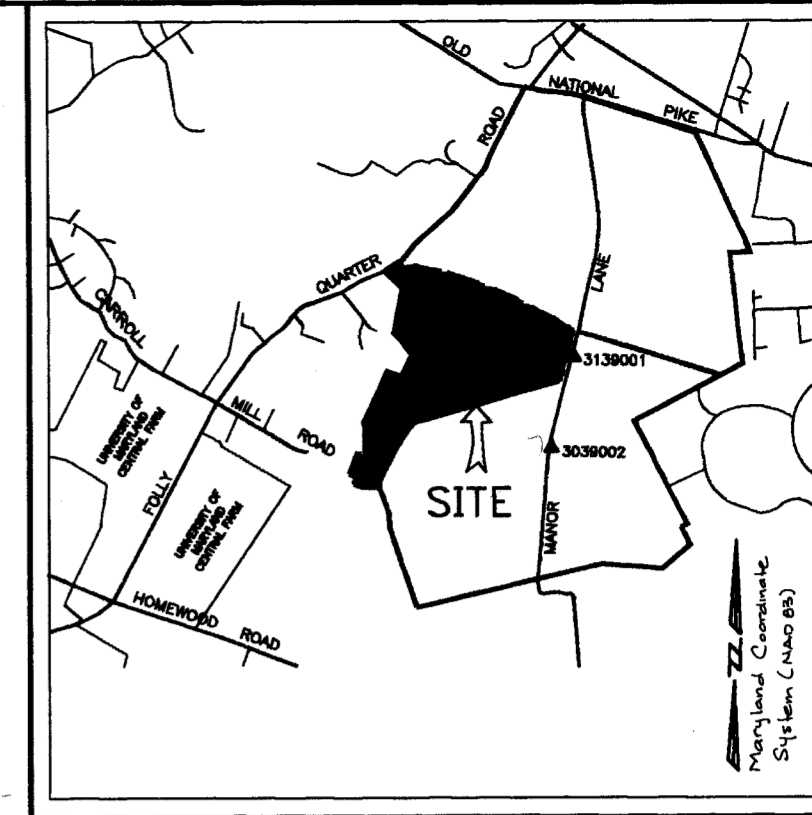 OLD
NATIONAL
PIKE
ROAD
QUARTER
LANE
CARROLL
3139001
MILL
ROAD
UNIVERSITY OF
MARYLAND
CENTRAL FARM
3039002
FOLLY
SITE
UNIVERSITY OF
MARYLAND
CENTRAL FARM
MANOR
HOMEWOOD
ROAD
N
Maryland Coordinate
System (NAD 83)